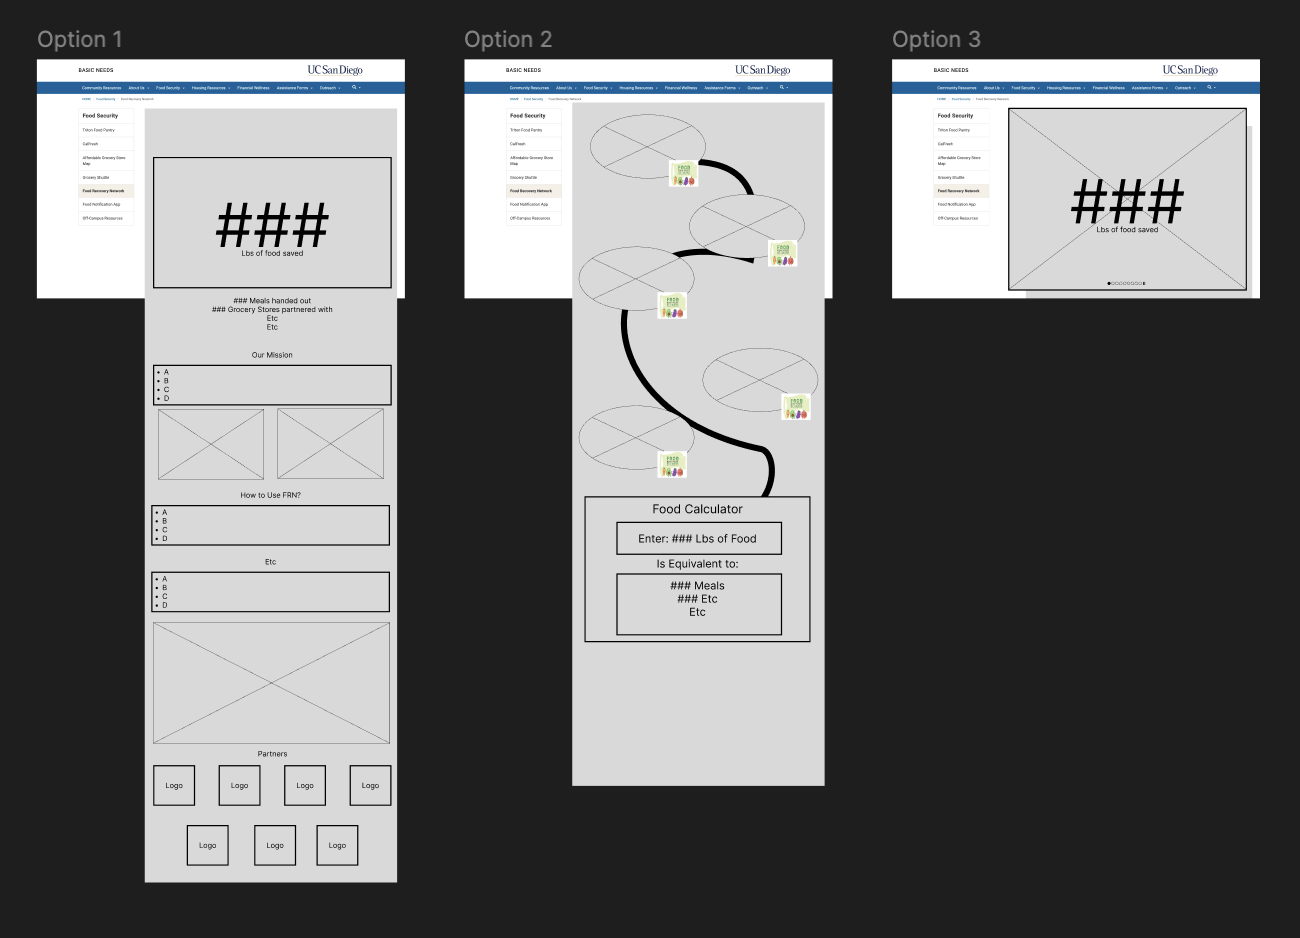 Option 1
BASIC NEEDS
UC San Diego
Community Resources About Us Food Security Housing Resources Financial Wellness Assistance Forms Outreach
HOME Food Security Food Recovery Network
Food Security
Triton Food Pantry
CalFresh
Affordable Grocery Store
Map
Grocery Shuttle
Food Recovery Network
Food Notification App
Off-Campus Resources
###
Lbs of food saved
### Meals handed out
### Grocery Stores partnered with
Etc
Etc
Our Mission
• A
• B
• C
• D
How to Use FRN?
• A
• B
• C
• D
Etc
• A
• B
• C
• D
Partners
Logo Logo Logo Logo
Logo Logo Logo
Option 2
BASIC NEEDS
UC San Diego
Community Resources About Us Food Security Housing Resources Financial Wellness Assistance Forms Outreach
HOME Food Security Food Recovery Network
Food Security
Triton Food Pantry
CalFresh
Affordable Grocery Store
Map
Grocery Shuttle
Food Recovery Network
Food Notification App
Off-Campus Resources
FOOD
FOOD
FOOD
FOOD
FOOD
Food Calculator
Enter: ### Lbs of Food
Is Equivalent to:
### Meals
### Etc
Etc
Option 3
BASIC NEEDS
UC San Diego
Community Resources About Us Food Security Housing Resources Financial Wellness Assistance Forms Outreach
HOME Food Security Food Recovery Network
Food Security
Triton Food Pantry
CalFresh
Affordable Grocery Store
Map
Grocery Shuttle
Food Recovery Network
Food Notification App
Off-Campus Resources
###
Lbs of food saved